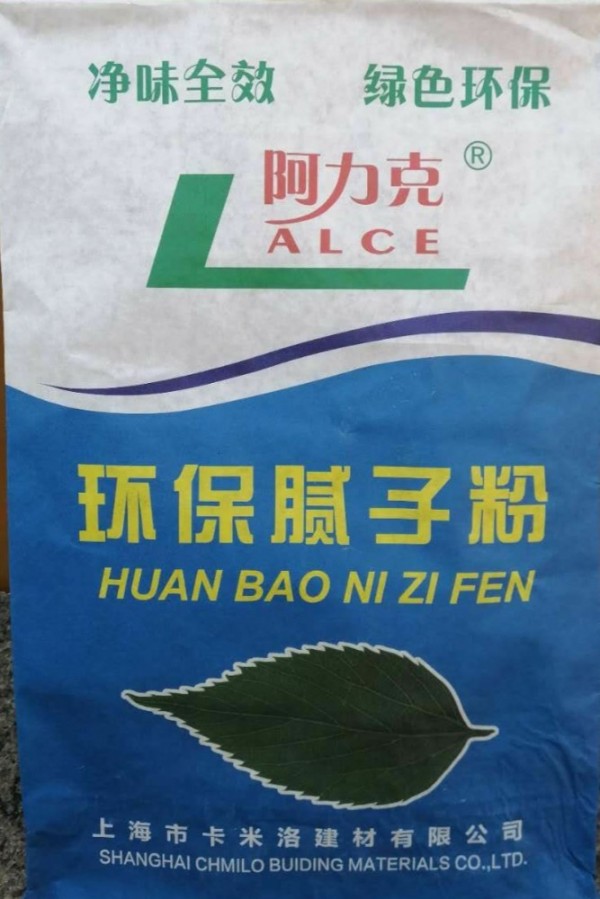 净味全效 绿色环保
阿力克®
ALCE
环保腻子粉
HUAN BAO NI ZI FEN
上海市卡米洛建材有限公司
SHANGHAI CHMILO BUIDING MATERIALS CO.,LTD.